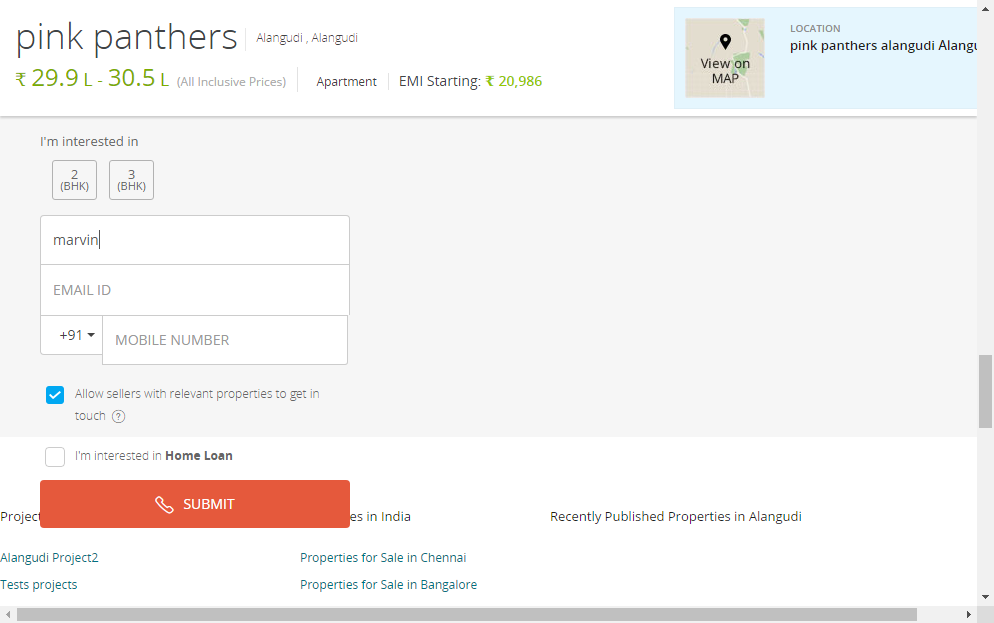 pink panthers
Alangudi , Alangudi
₹ 29.9 L - 30.5 L (All Inclusive Prices)
Apartment
EMI Starting: ₹ 20,986
View on
MAP
LOCATION
pink panthers alangudi
I'm interested in
2
(BHK)
3
(BHK)
marvin
EMAIL ID
+91
MOBILE NUMBER
Allow sellers with relevant properties to get in
touch ?
I'm interested in Home Loan
SUBMIT
in India
Recently Published Properties in Alangudi
Alangudi Project2
Properties for Sale in Chennai
Tests projects
Properties for Sale in Bangalore